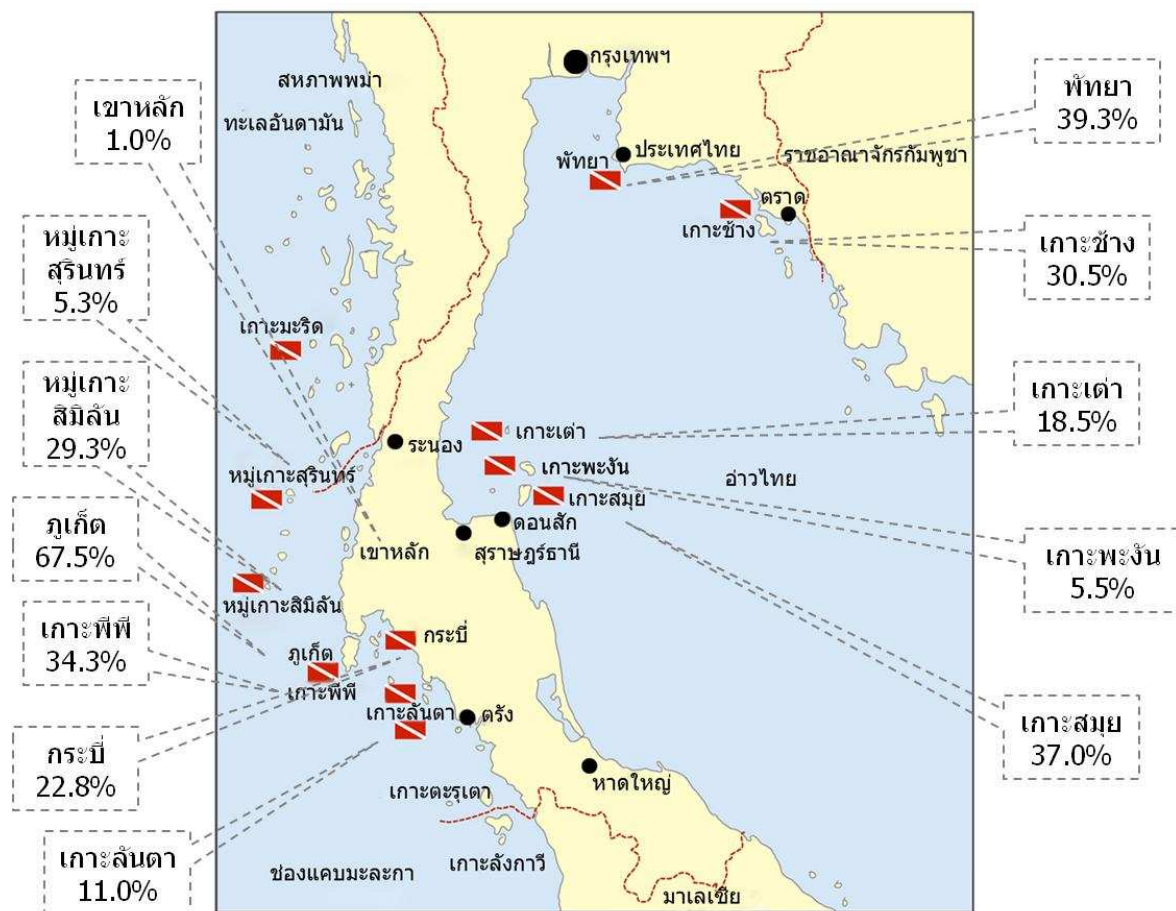 กรุงเทพฯ
สหภาพพม่า
พัทยา
39.3%
เขาหลัก
1.0%
ทะเลอันดามัน
ประเทศไทย
พัทยา
ราชอาณาจักรกัมพูชา
ตราด
เกาะช้าง
หมู่เกาะ
สุรินทร์
5.3%
เกาะช้าง
30.5%
เกาะมะริด
หมู่เกาะ
สิมิลัน
29.3%
เกาะเต่า
18.5%
เกาะเต่า
ระนอง
เกาะพะงัน
หมู่เกาะสุรินทร์
อ่าวไทย
เกาะสมุย
ดอนสัก
สุราษฎร์ธานี
เขาหลัก
ภูเก็ต
67.5%
เกาะพะงัน
5.5%
หมู่เกาะสิมิลัน
เกาะพีพี
34.3%
กระบี่
ภูเก็ต
เกาะพีพี
เกาะลันตา
ตรัง
เกาะสมุย
37.0%
กระบี่
22.8%
หาดใหญ่
เกาะตะรุเตา
เกาะลันตา
11.0%
เกาะลังกาวี
ช่องแคบมะละกา
มาเลเซีย